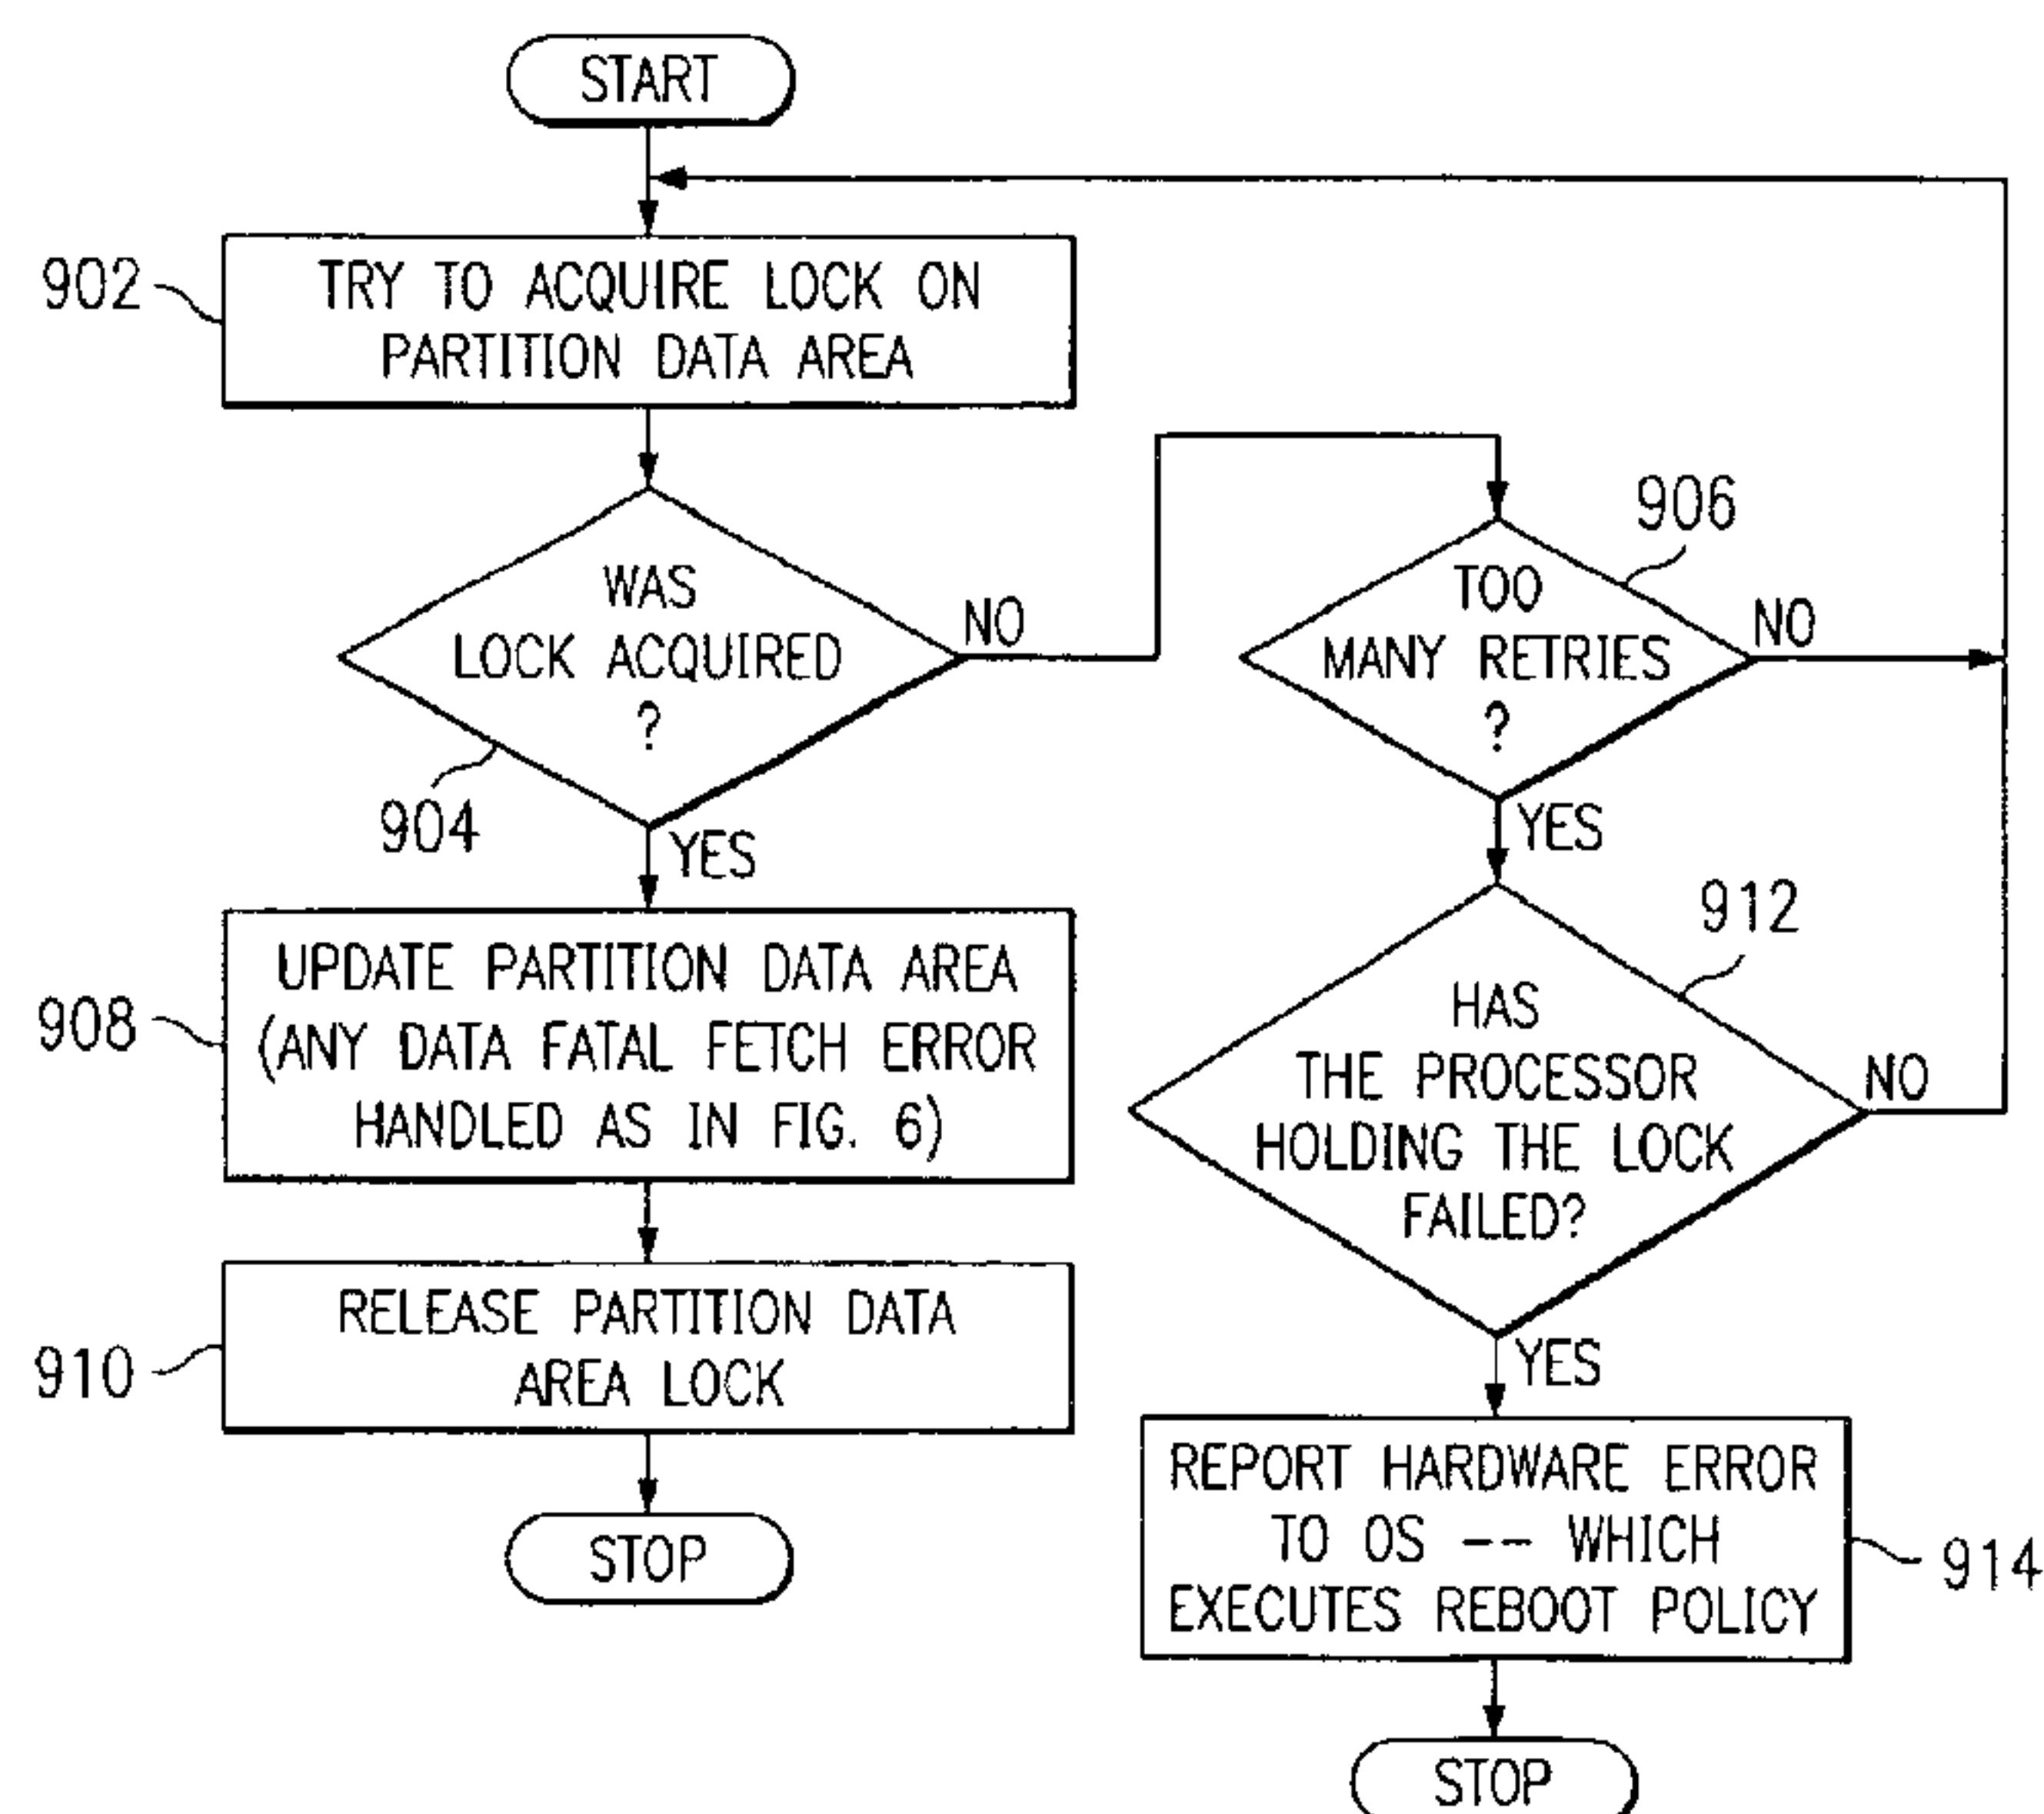 START
902
TRY TO ACQUIRE LOCK ON
PARTITION DATA AREA
904
WAS
LOCK ACQUIRED
?
NO
YES
906
TOO
MANY RETRIES
?
NO
YES
908
UPDATE PARTITION DATA AREA
(ANY DATA FATAL FETCH ERROR
HANDLED AS IN FIG. 6)
910
RELEASE PARTITION DATA
AREA LOCK
STOP
912
HAS
THE PROCESSOR
HOLDING THE LOCK
FAILED?
NO
YES
REPORT HARDWARE ERROR
TO OS -- WHICH
EXECUTES REBOOT POLICY
914
STOP